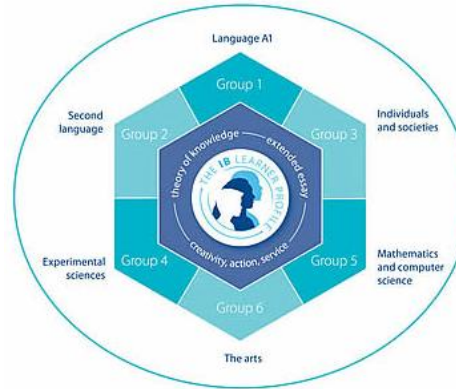 Language A1
Group 1
Second
language
Group 2
Group 3
Individuals
and societies
theory of knowledge
extended essay
THE IB LEARNER PROFILE
creativity, action, service
Experimental
sciences
Group 4
Group 5
Mathematics
and computer
science
Group 6
The arts